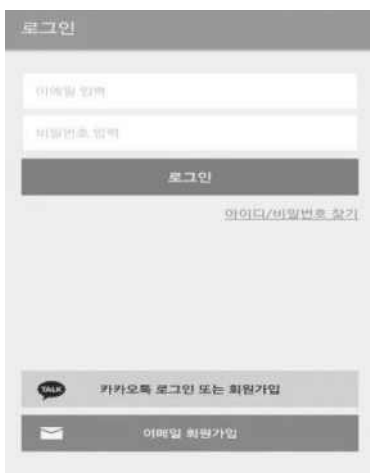 로그인
이메일 입력
비밀번호 입력
로그인
아이디/비밀번호 찾기
TALK
카카오톡 로그인 또는 회원가입
이메일 회원가입